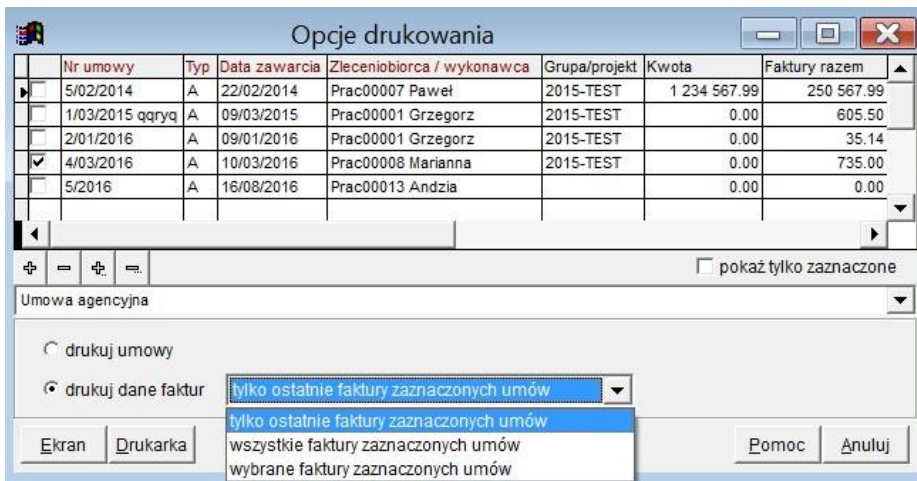 Opcje drukowania
Nr umowy Typ Data zawarcia Zleceniobiorca / wykonawca Grupa/projekt Kwota Faktury razem
5/02/2014 A 22/02/2014 Prac00007 Paweł 2015-TEST 1 234 567.99 250 567.99
1/03/2015 qqryq A 09/03/2015 Prac00001 Grzegorz 2015-TEST 0.00 605.50
2/01/2016 A 09/01/2016 Prac00001 Grzegorz 2015-TEST 0.00 35.14
4/03/2016 A 10/03/2016 Prac00008 Marianna 2015-TEST 0.00 735.00
5/2016 A 16/08/2016 Prac00013 Andzia 0.00 0.00
pokaż tylko zaznaczone
Umowa agencyjna
drukuj umowy
drukuj dane faktur tylko ostatnie faktury zaznaczonych umów
tylko ostatnie faktury zaznaczonych umów
wszystkie faktury zaznaczonych umów
wybrane faktury zaznaczonych umów
Ekran Drukarka Pomoc Anuluj